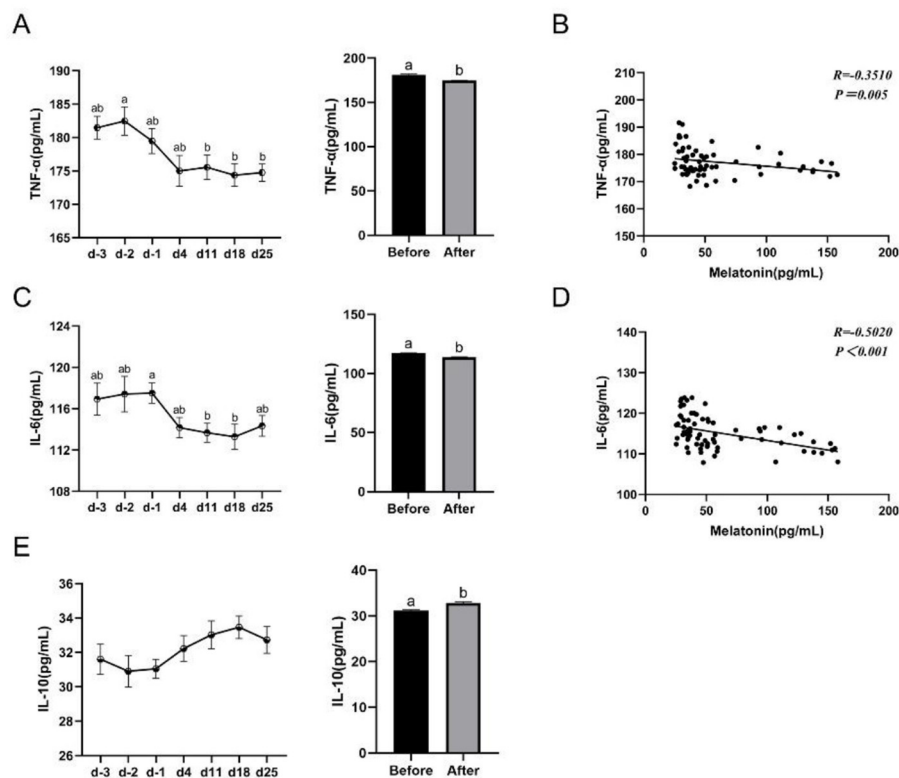 A
TNF-α(pg/mL)
190
185
180
175
170
165
ab
a
ab
b
b
b
b
d-3 d-2 d-1 d4 d11 d18 d25
TNF-α(pg/mL)
200
150
100
50
0
a
b
Before After
B
TNF-α(pg/mL)
210
190
170
150
R=-0.3510
P=0.005
0 50 100 150 200
Melatonin(pg/mL)
C
IL-6(pg/mL)
124
120
116
112
108
ab
ab
a
ab
b
b
ab
d-3 d-2 d-1 d4 d11 d18 d25
IL-6(pg/mL)
150
100
50
0
a
b
Before After
D
IL-6(pg/mL)
140
130
120
110
100
R=-0.5020
P<0.001
0 50 100 150 200
Melatonin(pg/mL)
E
IL-10(pg/mL)
36
34
32
30
28
26
d-3 d-2 d-1 d4 d11 d18 d25
IL-10(pg/mL)
40
30
20
10
0
a
b
Before After